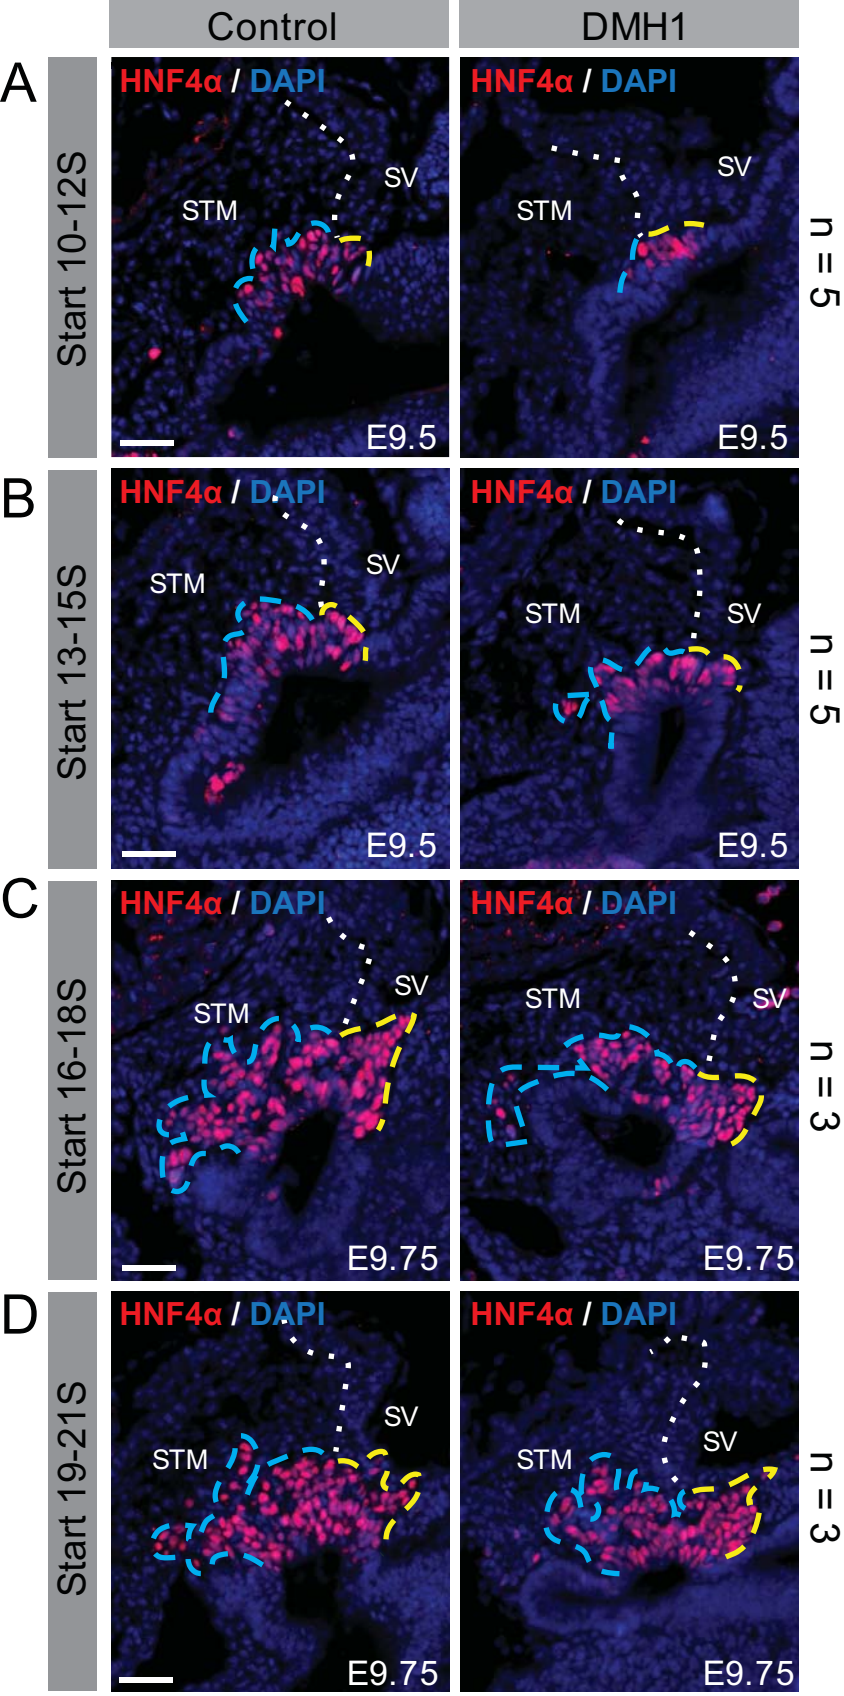 Control
DMH1
A
Start 10-12S
HNF4α / DAPI
SV
STM
E9.5
HNF4α / DAPI
SV
STM
E9.5
n = 5
B
Start 13-15S
HNF4α / DAPI
SV
STM
E9.5
HNF4α / DAPI
STM
SV
E9.5
n = 5
C
Start 16-18S
HNF4α / DAPI
SV
STM
E9.75
HNF4α / DAPI
STM
SV
E9.75
n = 3
D
Start 19-21S
HNF4α / DAPI
SV
STM
E9.75
HNF4α / DAPI
SV
STM
E9.75
n = 3